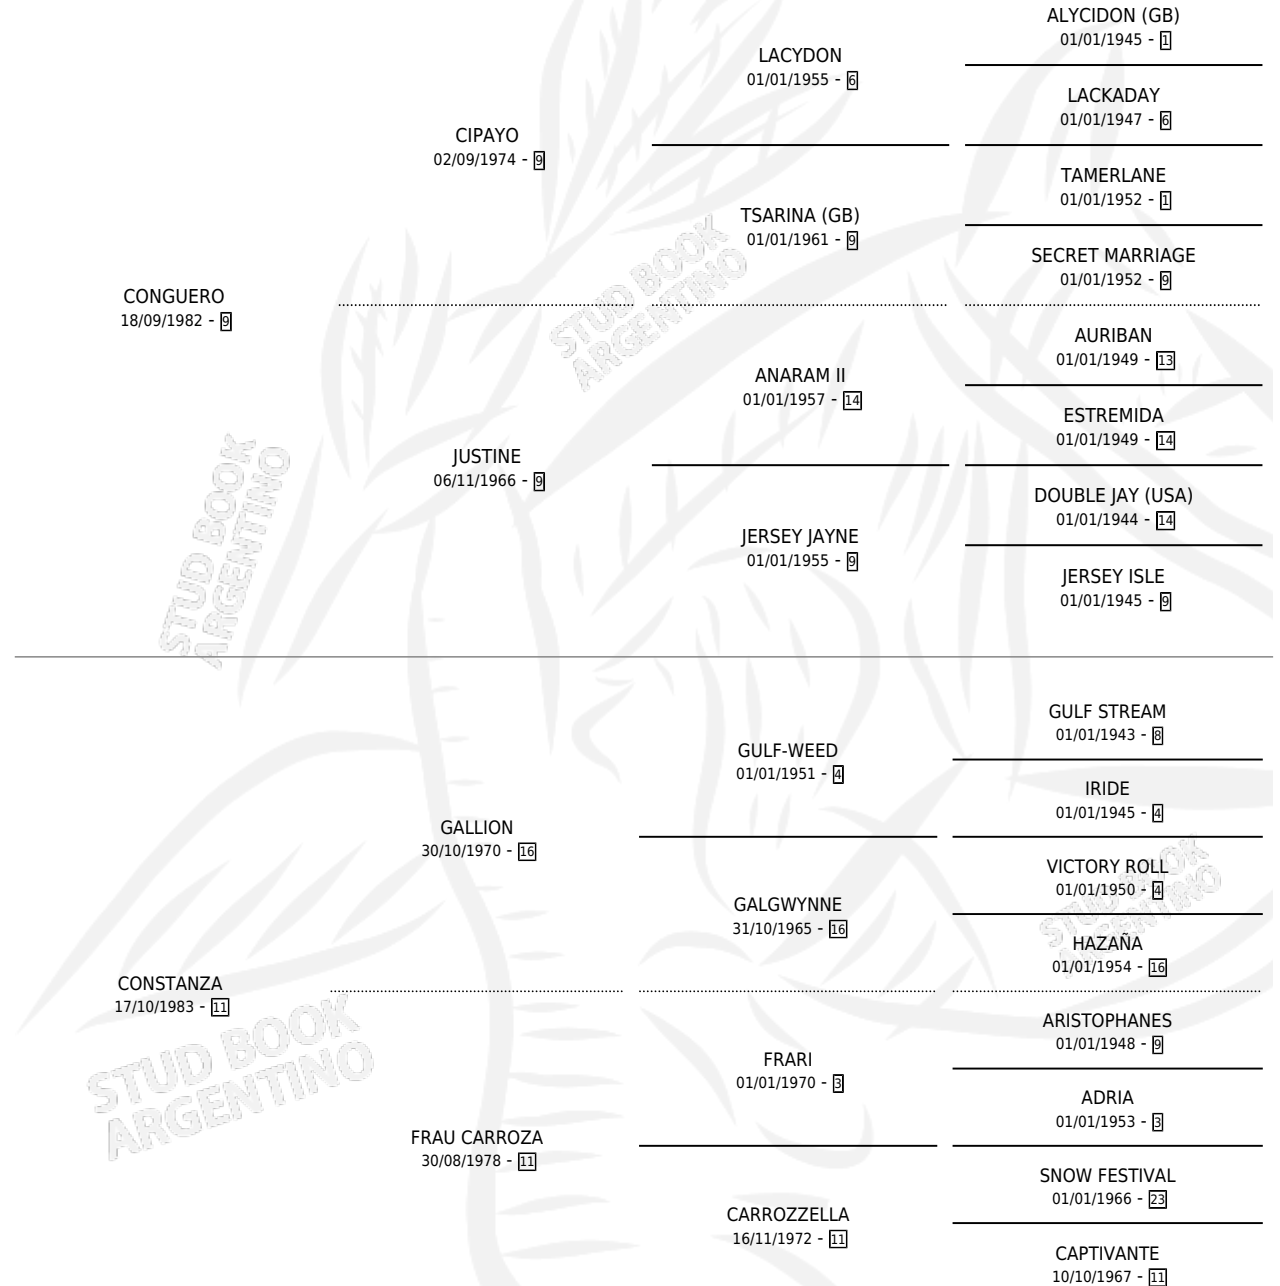 ALYCIDON (GB)
01/01/1945 - 1
LACYDON
01/01/1955 - 6
LACKADAY
01/01/1947 - 6
CIPAYO
02/09/1974 - 9
TAMERLANE
01/01/1952 - 1
TSARINA (GB)
01/01/1961 - 9
SECRET MARRIAGE
01/01/1952 - 9
CONGUERO
18/09/1982 - 9
STUD BOOK
ARGENTINO
AURIBAN
01/01/1949 - 13
ANARAM II
01/01/1957 - 14
ESTREMIDA
01/01/1949 - 14
JUSTINE
06/11/1966 - 9
DOUBLE JAY (USA)
01/01/1944 - 14
JERSEY JAYNE
01/01/1955 - 9
JERSEY ISLE
01/01/1945 - 9
STUD BOOK
ARGENTINO
GULF STREAM
01/01/1943 - 8
GULF-WEED
01/01/1951 - 4
IRIDE
01/01/1945 - 4
GALLION
30/10/1970 - 16
VICTORY ROLL
01/01/1950 - 4
GALGWYNNE
31/10/1965 - 16
HAZAÑA
01/01/1954 - 16
STUD BOOK
ARGENTINO
CONSTANZA
17/10/1983 - 11
ARISTOPHANES
01/01/1948 - 9
FRARI
01/01/1970 - 3
ADRIA
01/01/1953 - 3
STUD BOOK
ARGENTINO
FRAU CARROZA
30/08/1978 - 11
SNOW FESTIVAL
01/01/1966 - 23
CARROZZELLA
16/11/1972 - 11
CAPTIVANTE
10/10/1967 - 11